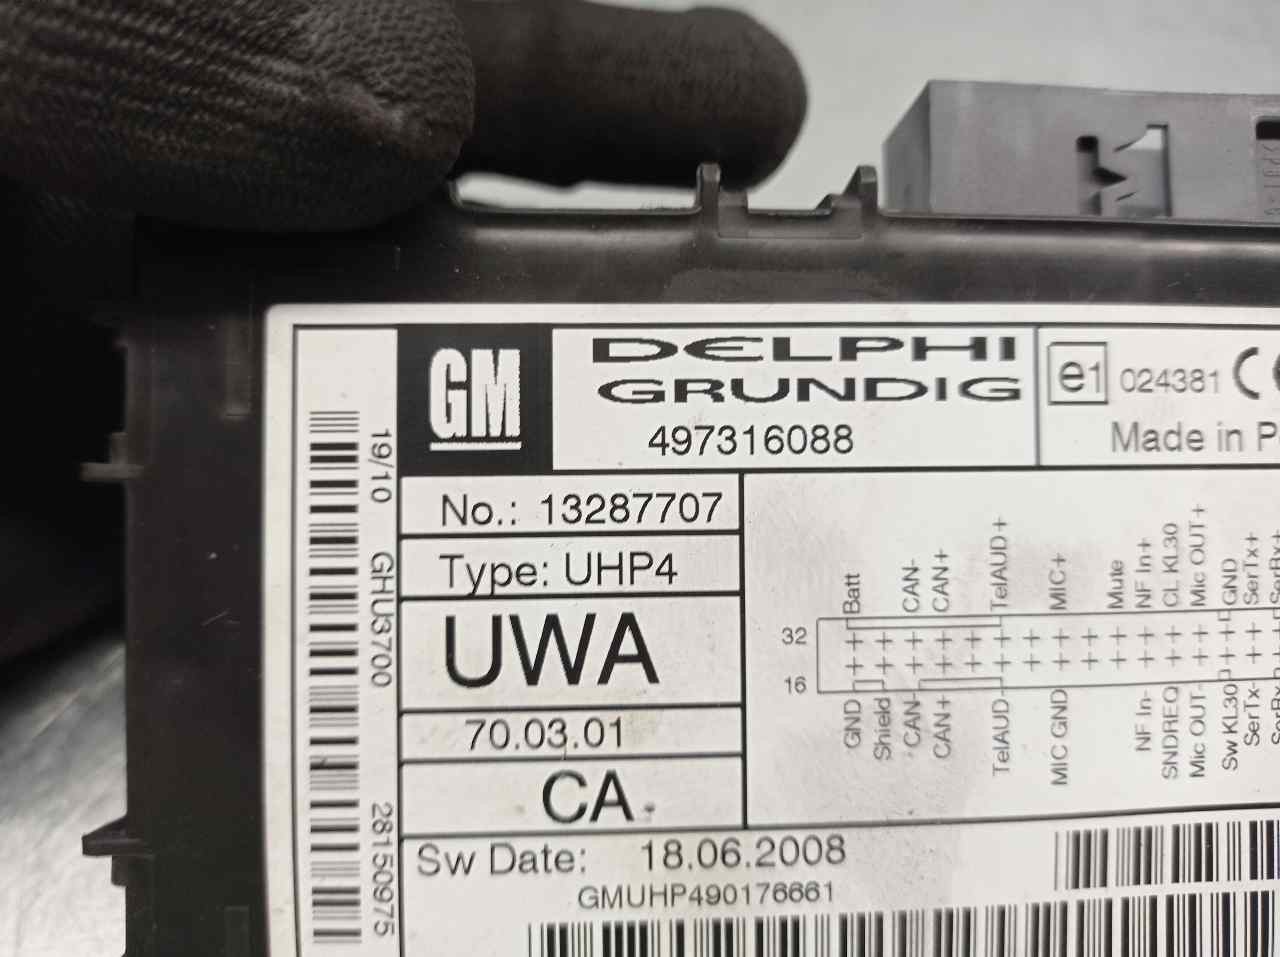 GM
DELPHI
GRUNDIG
497316088
e1 024381 CE
Made in P
No.: 13287707
Type: UHP4
UWA
70.03.01
CA
Sw Date: 18.06.2008
GMUHP490176661
19/10 GHU3700 28150975
Batt CAN- CAN+ TelAUD+ MIC+ Mute NF In+ CL KL30 Mic OUT+ GND SerTx+ SerRx+
32
16
GND Shield CAN- CAN+ TelAUD- MIC GND NF In- SNDREQ Mic OUT- Sw KL30 SerTx- SerRx-